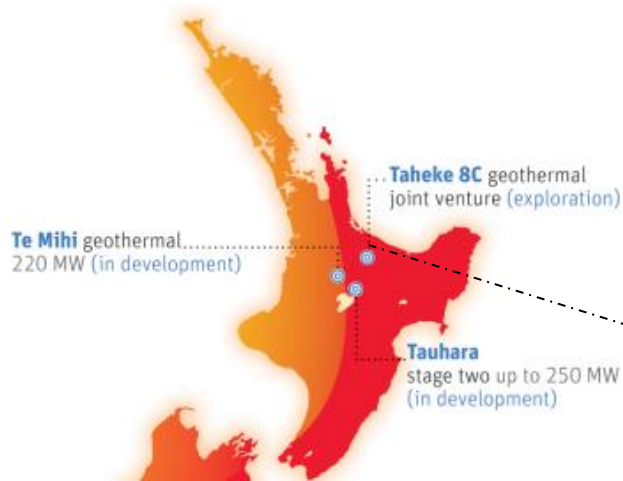 Taheke 8C geothermal
joint venture (exploration)
Te Mihi geothermal
220 MW (in development)
Tauhara
stage two up to 250 MW
(in development)